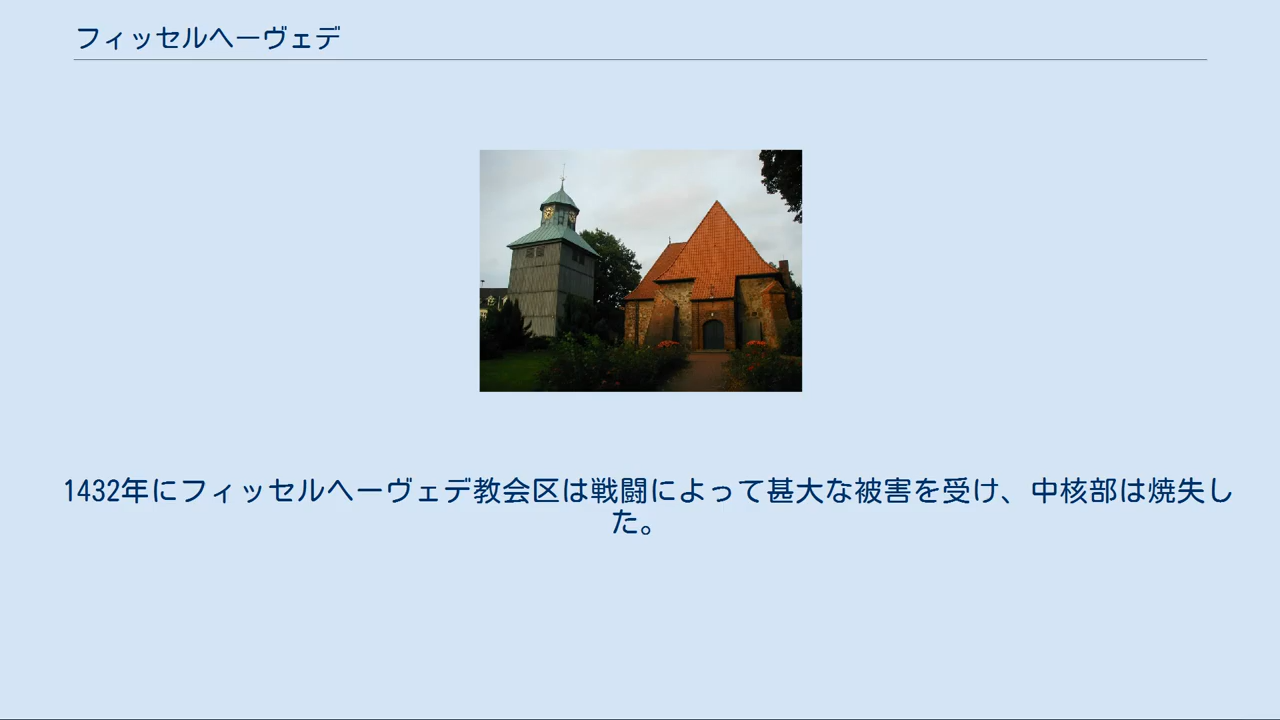 フィッセルヘーヴェデ
1432年にフィッセルヘーヴェデ教会区は戦闘によって甚大な被害を受け、中核部は焼失し
た。